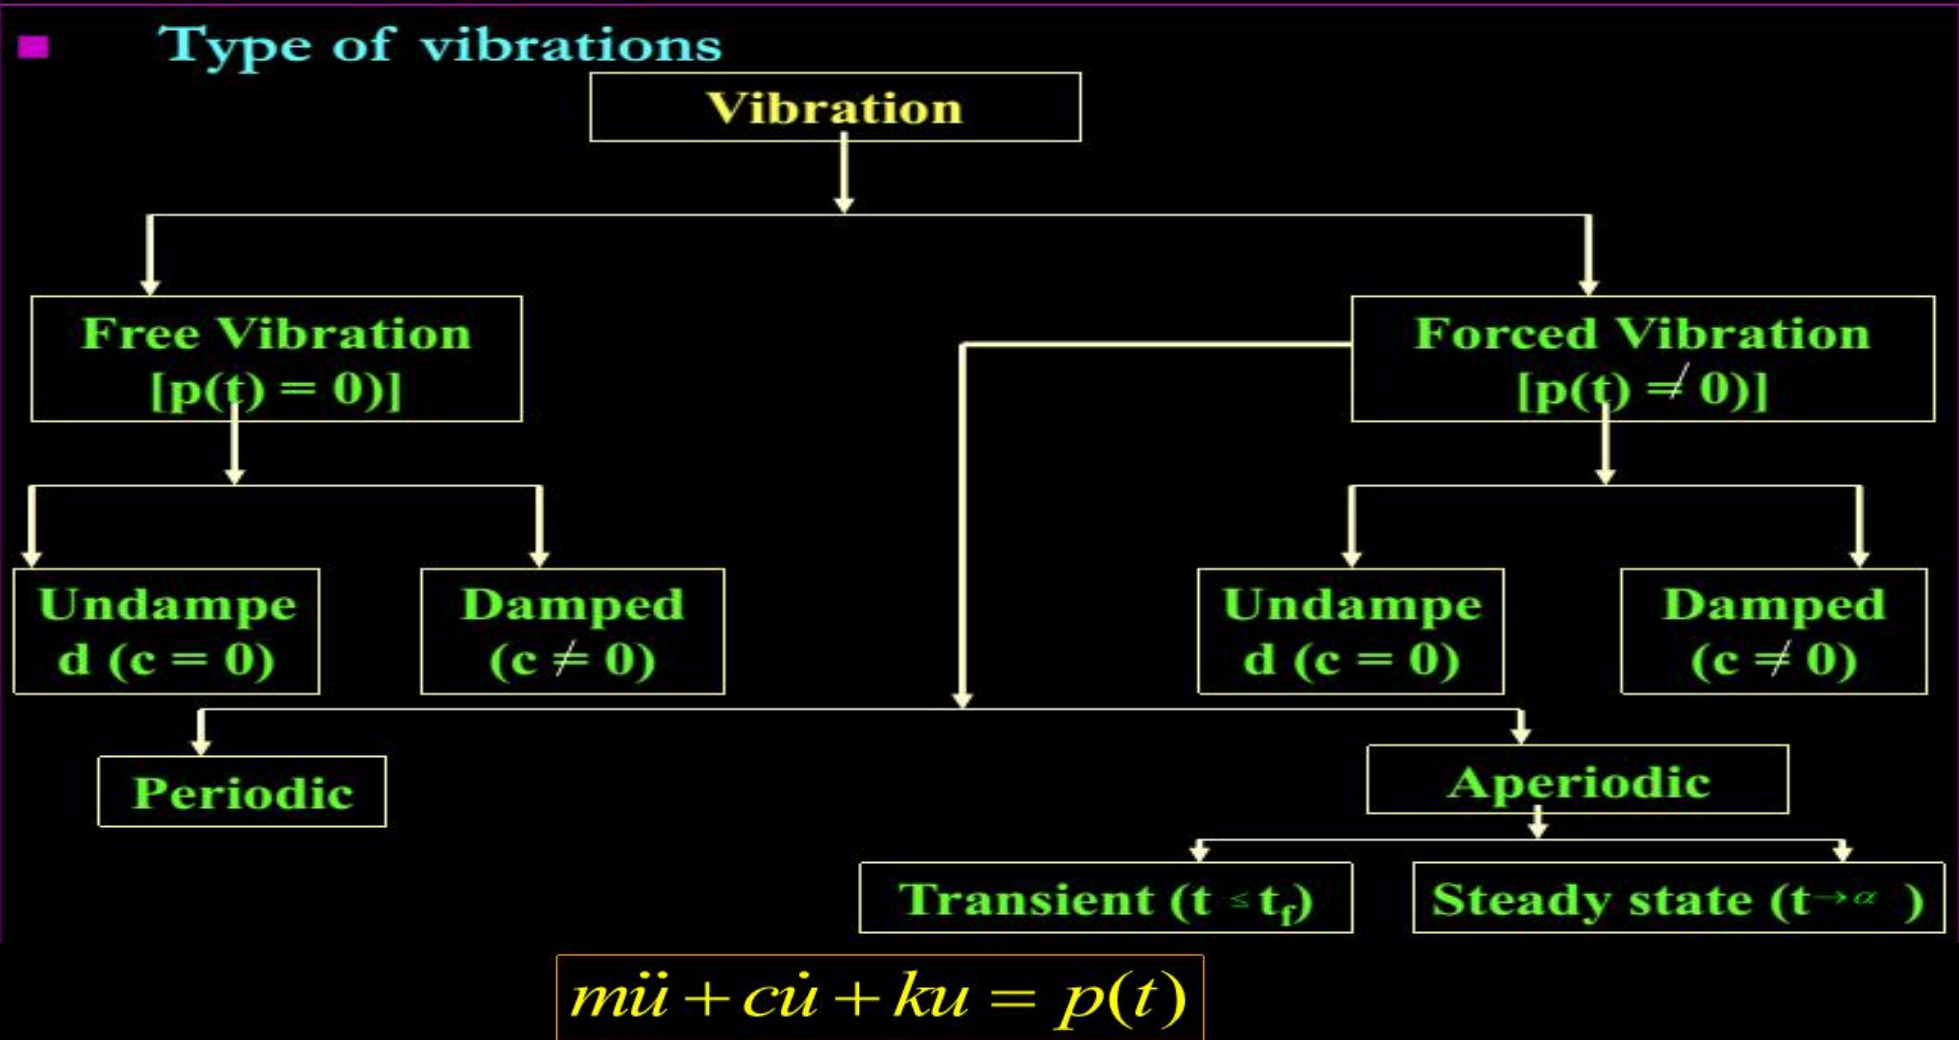 Type of vibrations
Vibration
Free Vibration
[p(t) = 0)]
Forced Vibration
[p(t) ≠ 0)]
Undampe
d (c = 0)
Damped
(c ≠ 0)
Undampe
d (c = 0)
Damped
(c ≠ 0)
Periodic
Aperiodic
Transient (t ≤ t_f)
Steady state (t→α )
mü + cu̇ + ku = p(t)